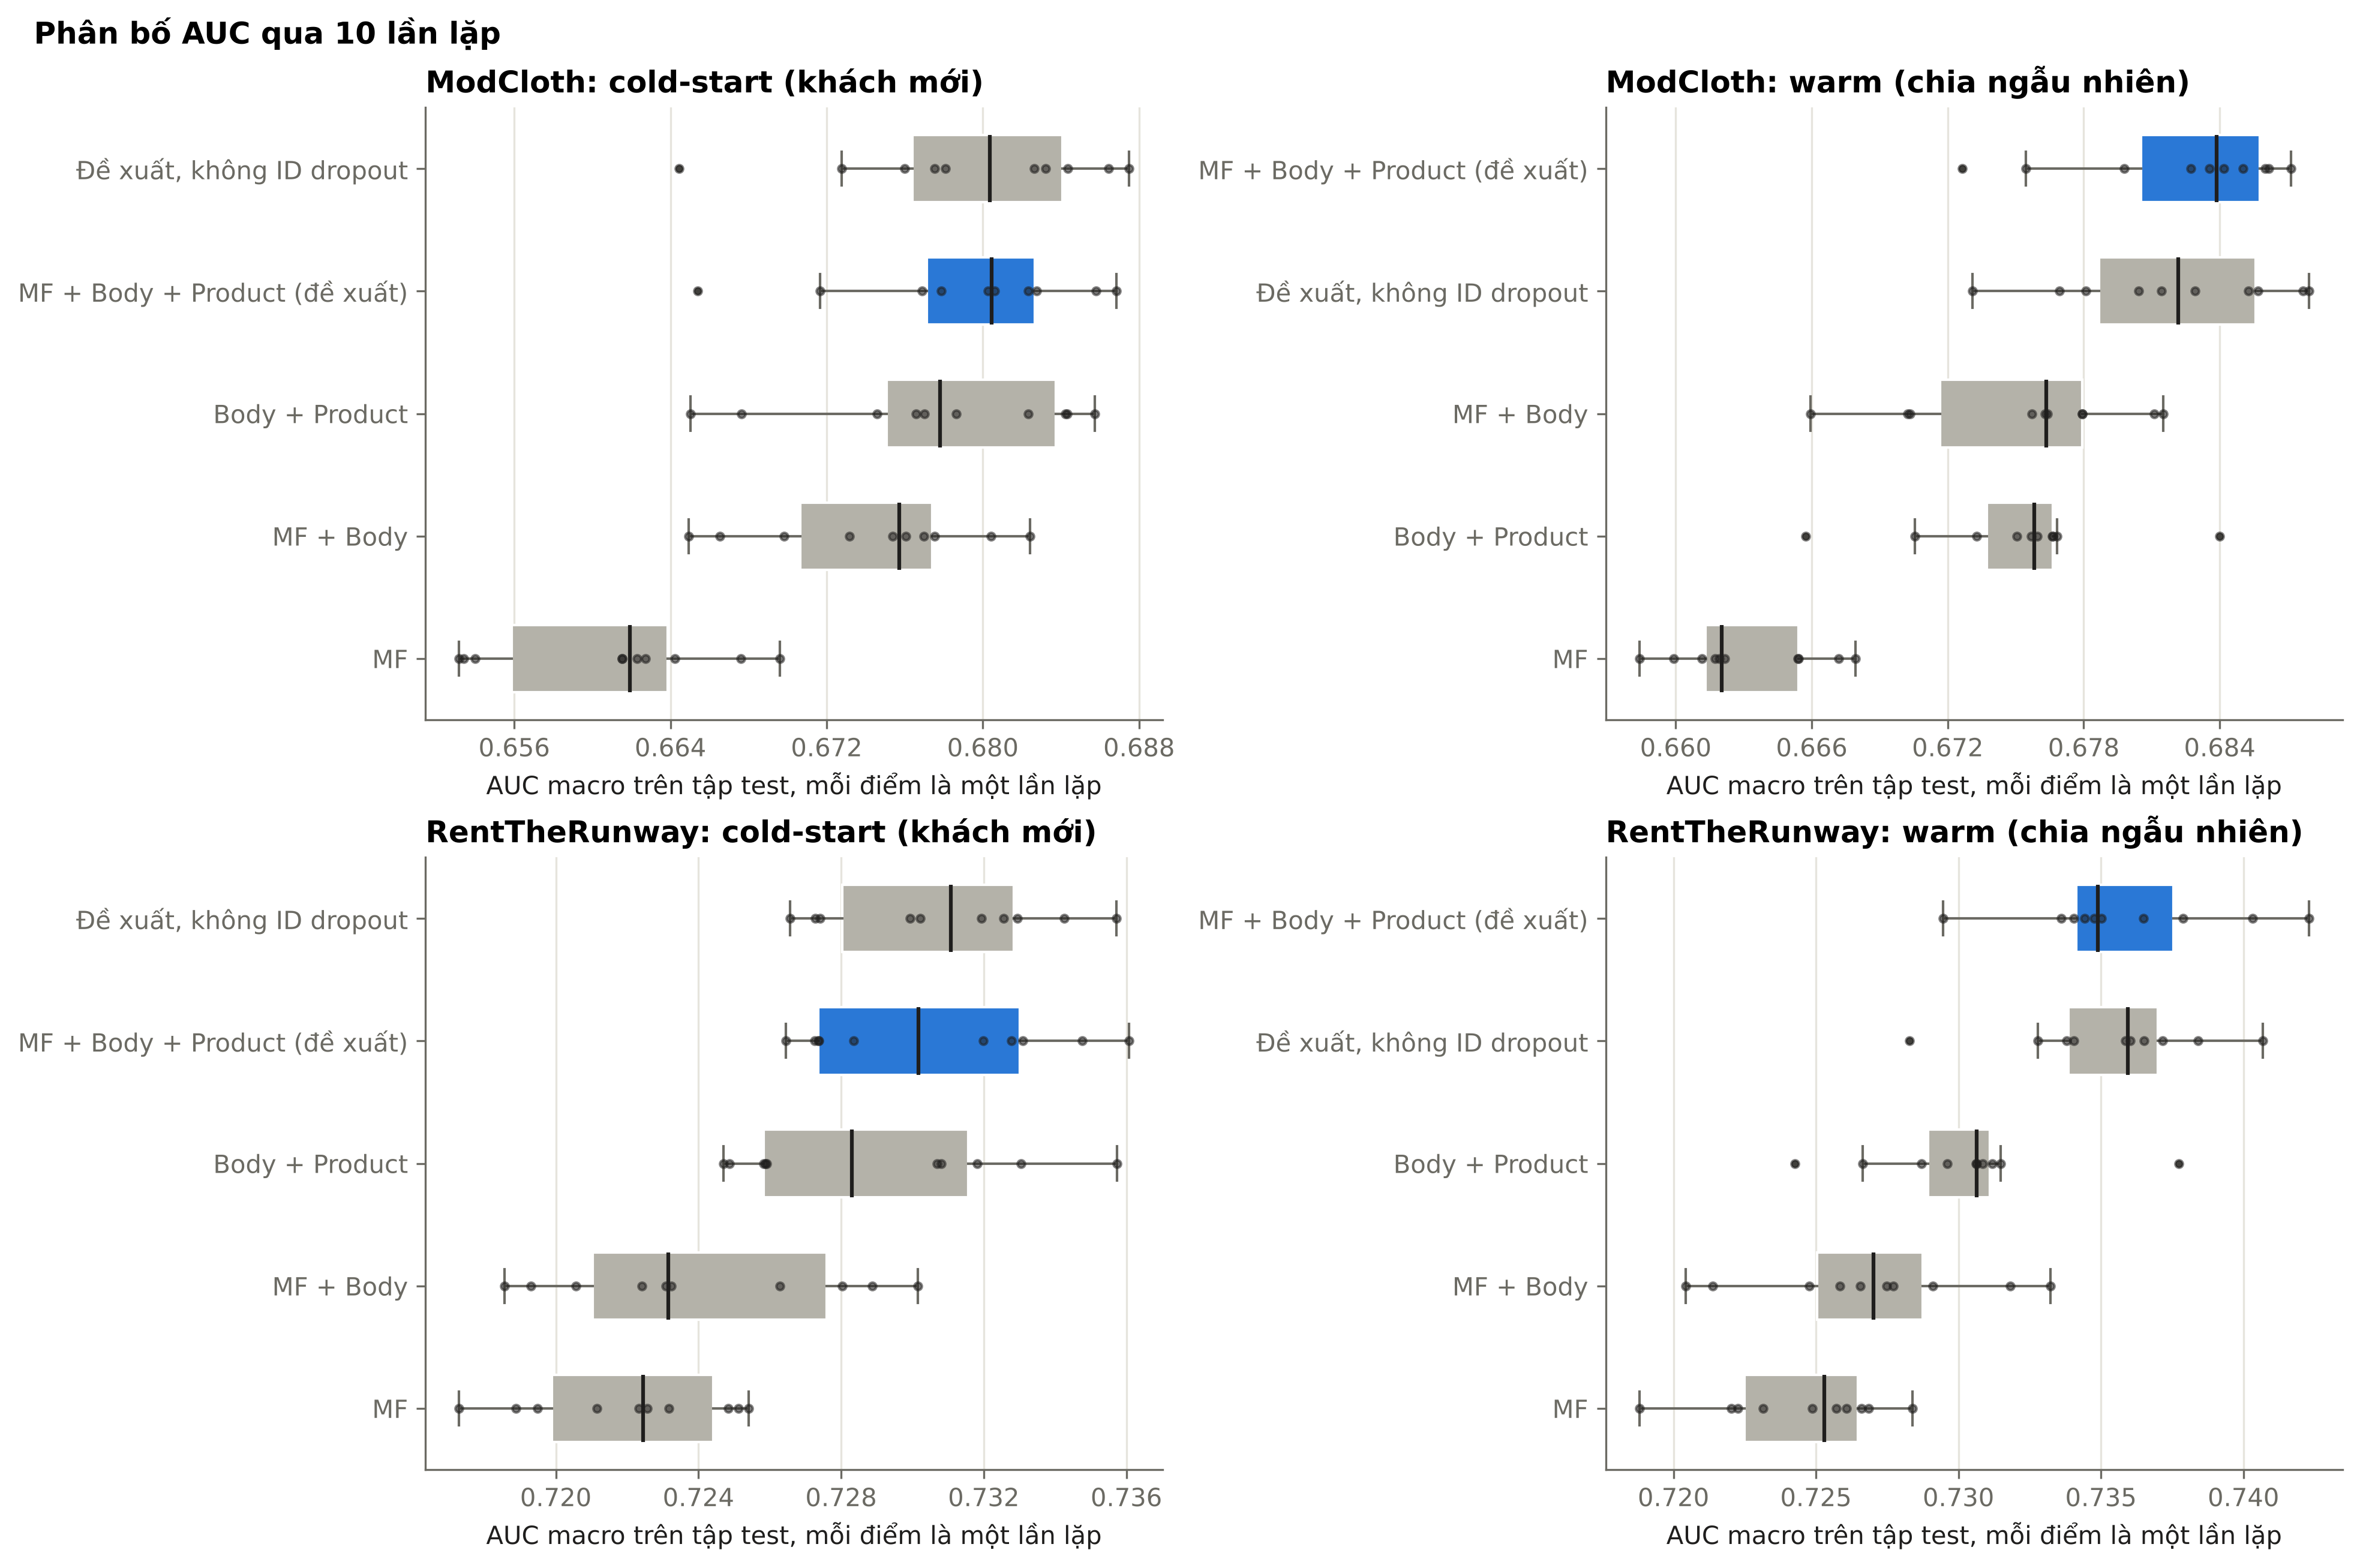 Phân bố AUC qua 10 lần lặp
ModCloth: cold-start (khách mới)
Đề xuất, không ID dropout
MF + Body + Product (đề xuất)
Body + Product
MF + Body
MF
0.656 0.664 0.672 0.680 0.688
AUC macro trên tập test, mỗi điểm là một lần lặp
ModCloth: warm (chia ngẫu nhiên)
MF + Body + Product (đề xuất)
Đề xuất, không ID dropout
MF + Body
Body + Product
MF
0.660 0.666 0.672 0.678 0.684
AUC macro trên tập test, mỗi điểm là một lần lặp
RentTheRunway: cold-start (khách mới)
Đề xuất, không ID dropout
MF + Body + Product (đề xuất)
Body + Product
MF + Body
MF
0.720 0.724 0.728 0.732 0.736
AUC macro trên tập test, mỗi điểm là một lần lặp
RentTheRunway: warm (chia ngẫu nhiên)
MF + Body + Product (đề xuất)
Đề xuất, không ID dropout
Body + Product
MF + Body
MF
0.720 0.725 0.730 0.735 0.740
AUC macro trên tập test, mỗi điểm là một lần lặp